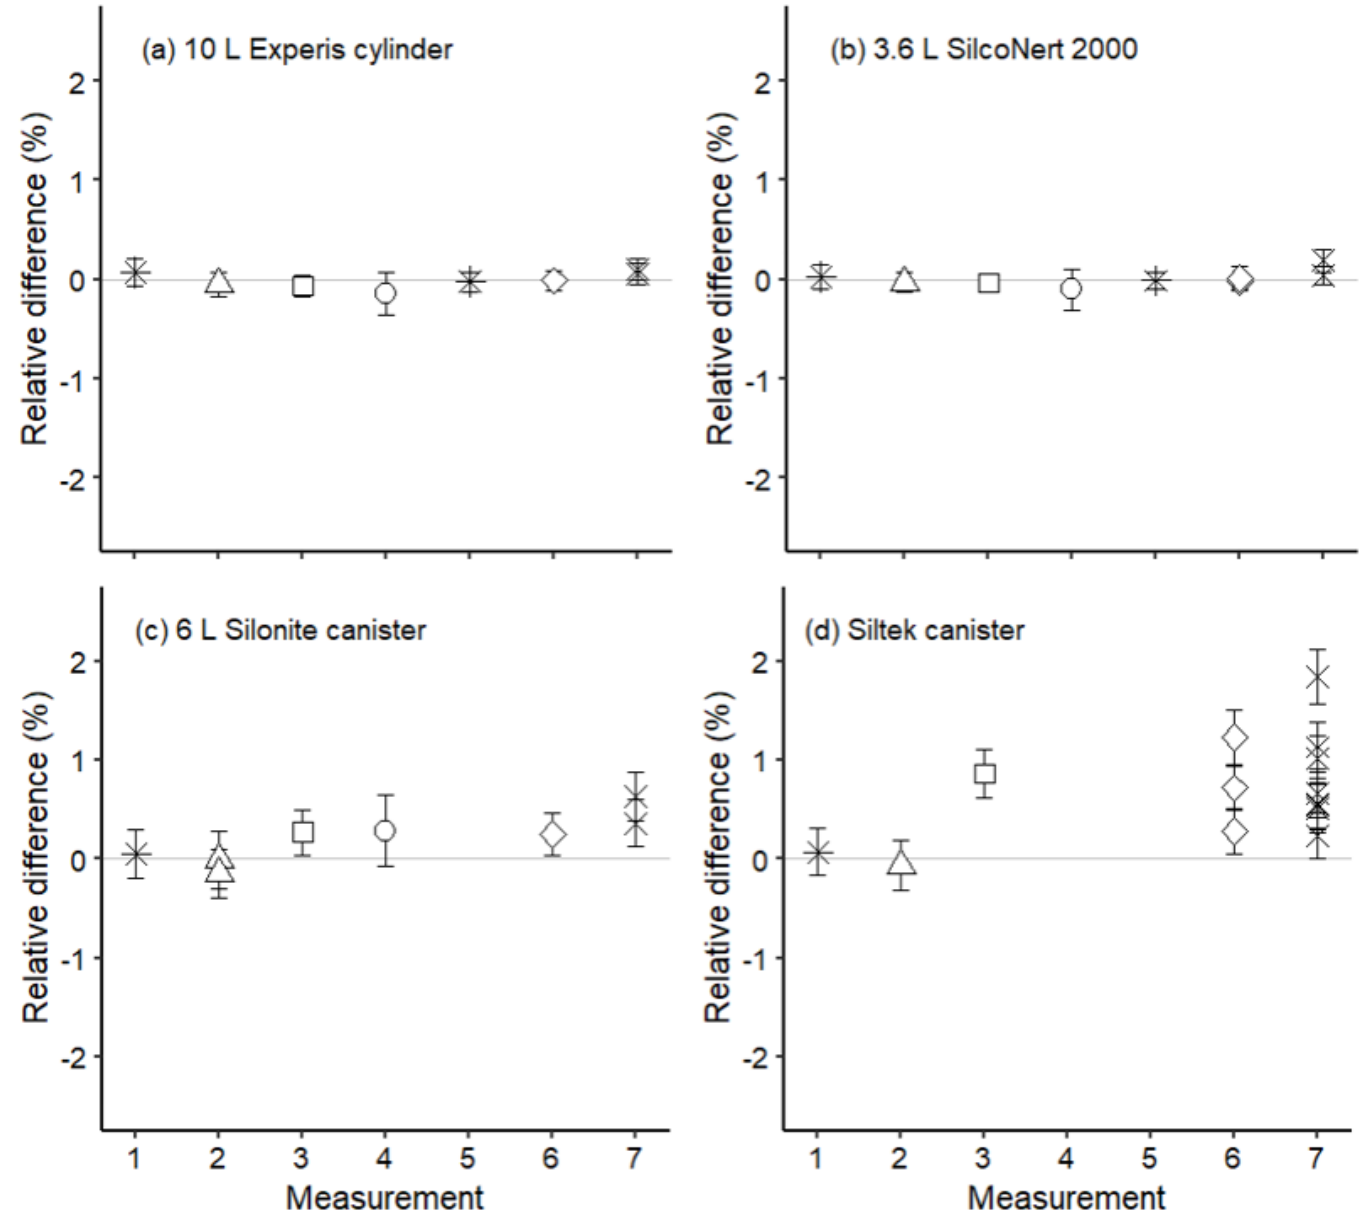 (a) 10 L Experis cylinder
Relative difference (%)
2
1
0
-1
-2
(b) 3.6 L SilcoNert 2000
Relative difference (%)
2
1
0
-1
-2
(c) 6 L Silonite canister
Relative difference (%)
2
1
0
-1
-2
1 2 3 4 5 6 7
Measurement
(d) Siltek canister
Relative difference (%)
2
1
0
-1
-2
1 2 3 4 5 6 7
Measurement